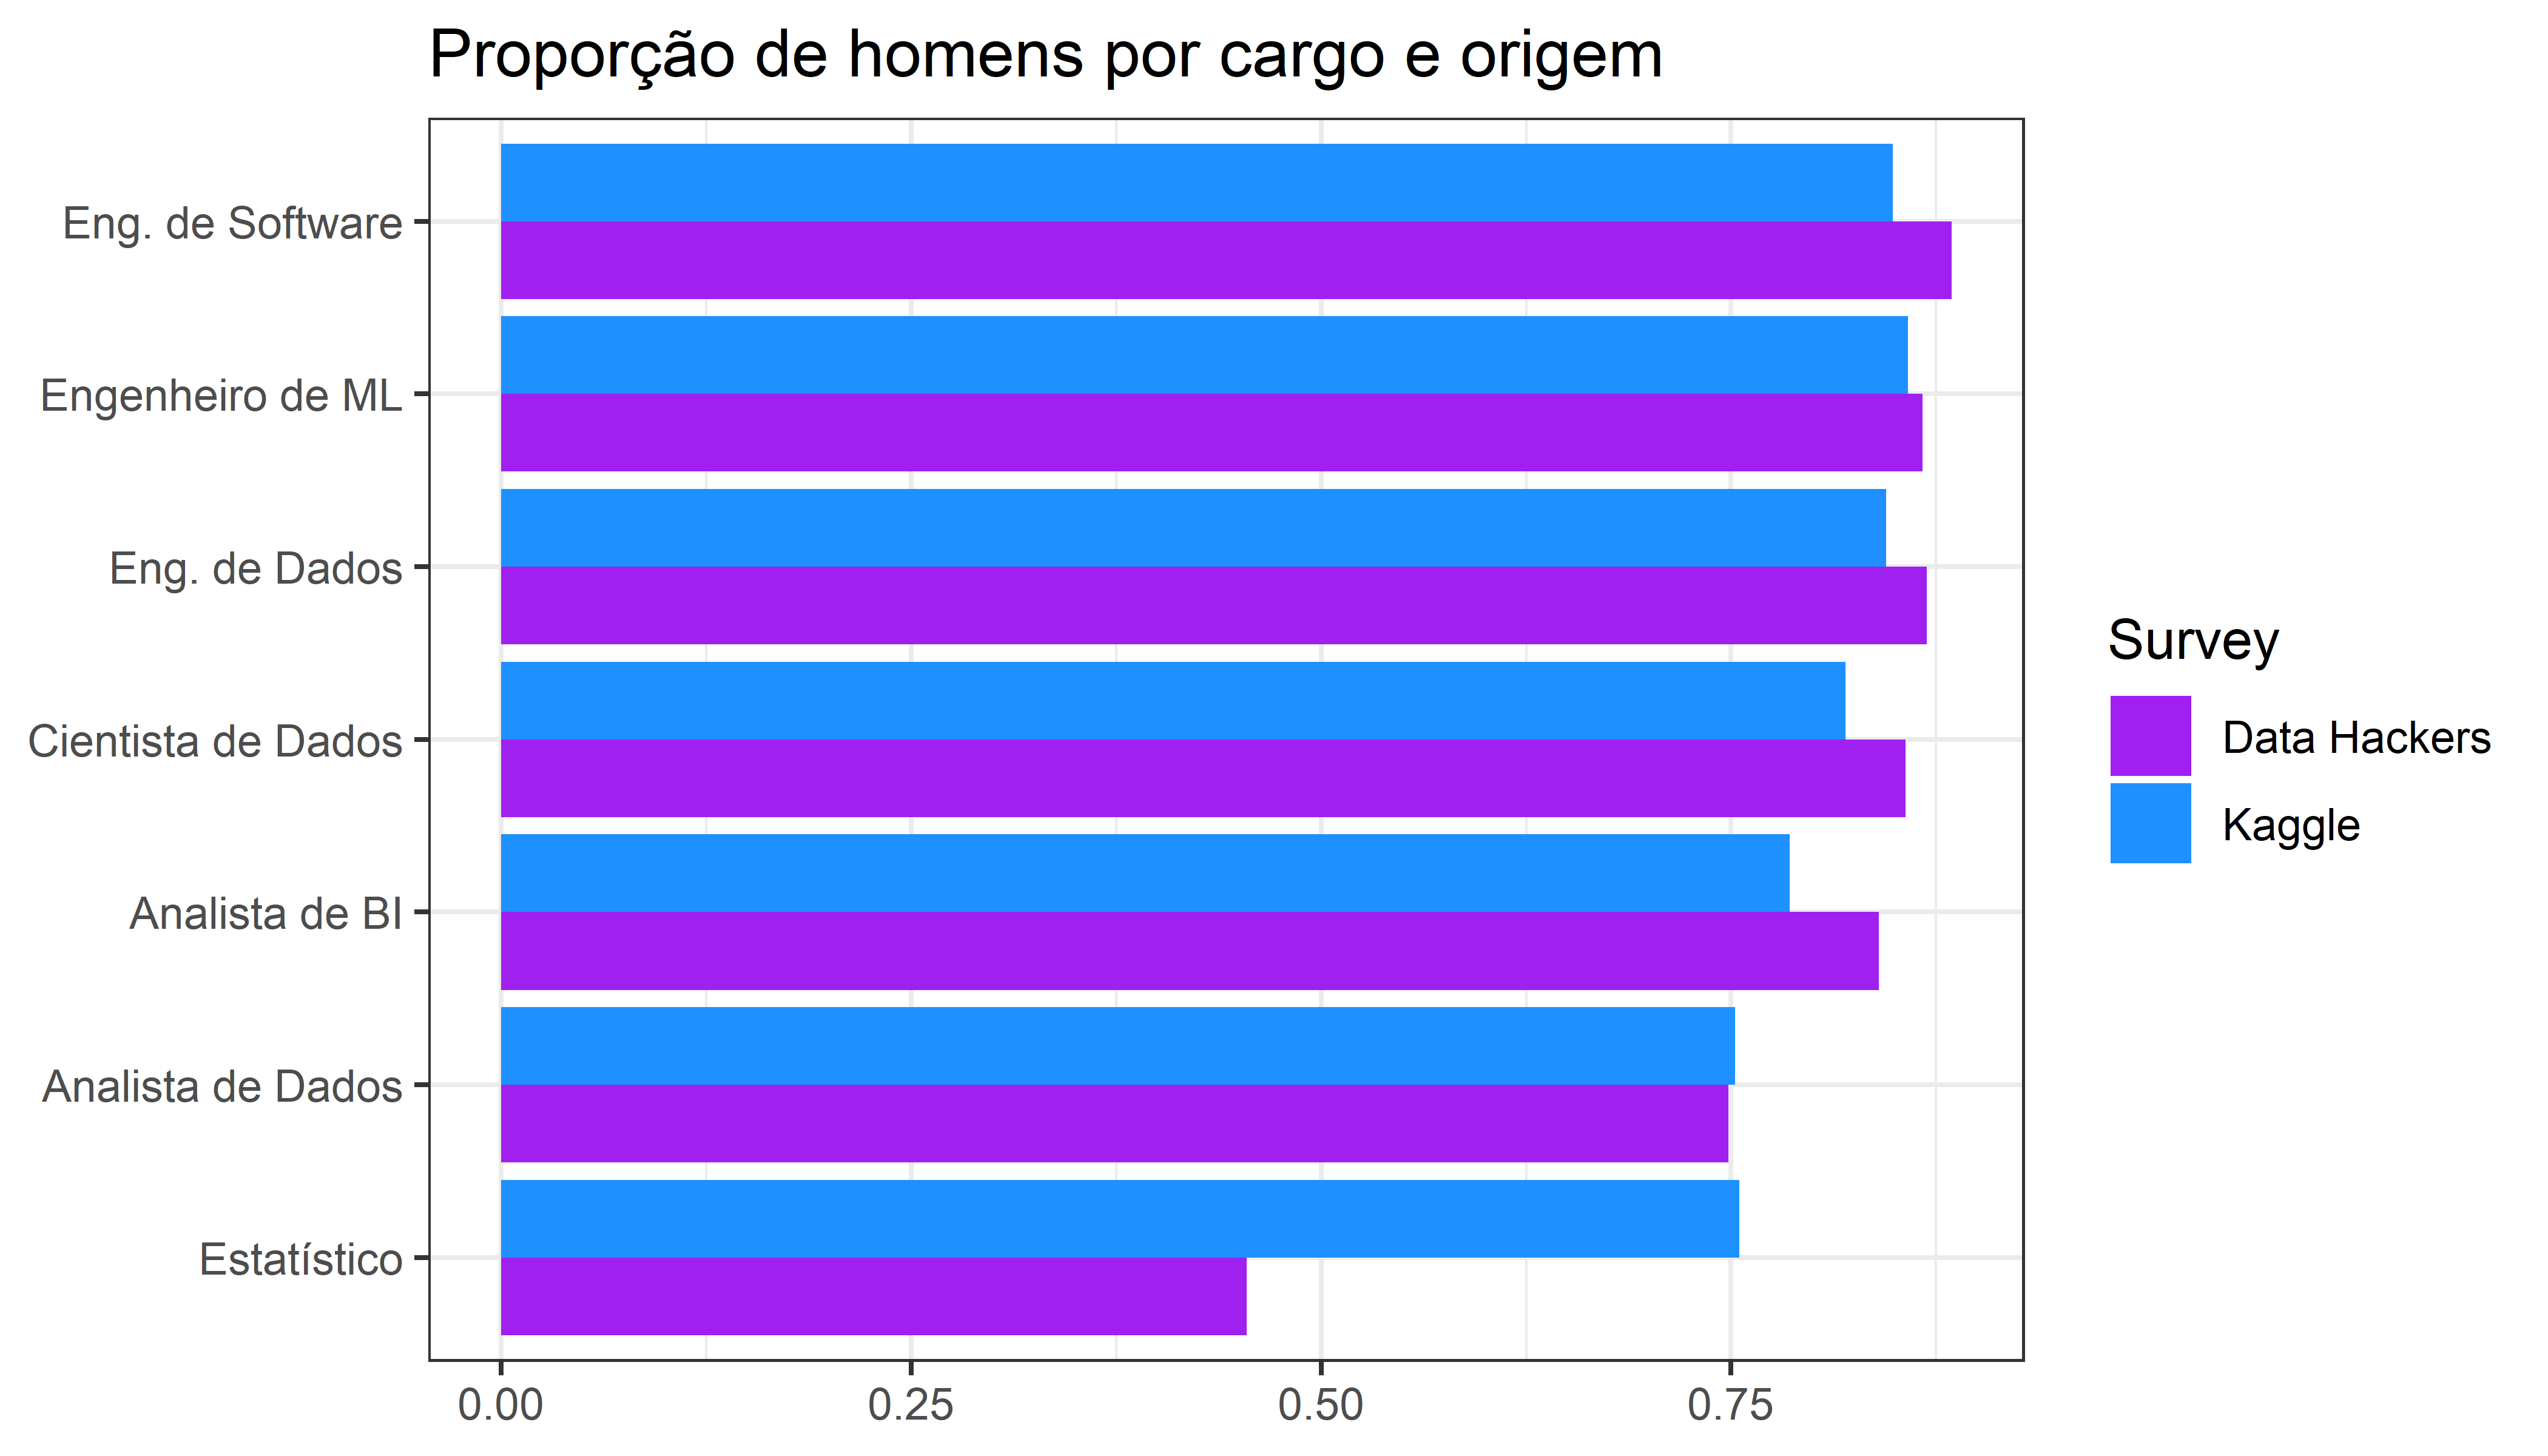 Proporção de homens por cargo e origem
Eng. de Software
Engenheiro de ML
Eng. de Dados
Cientista de Dados
Analista de BI
Analista de Dados
Estatístico
0.00
0.25
0.50
0.75
Survey
Data Hackers
Kaggle